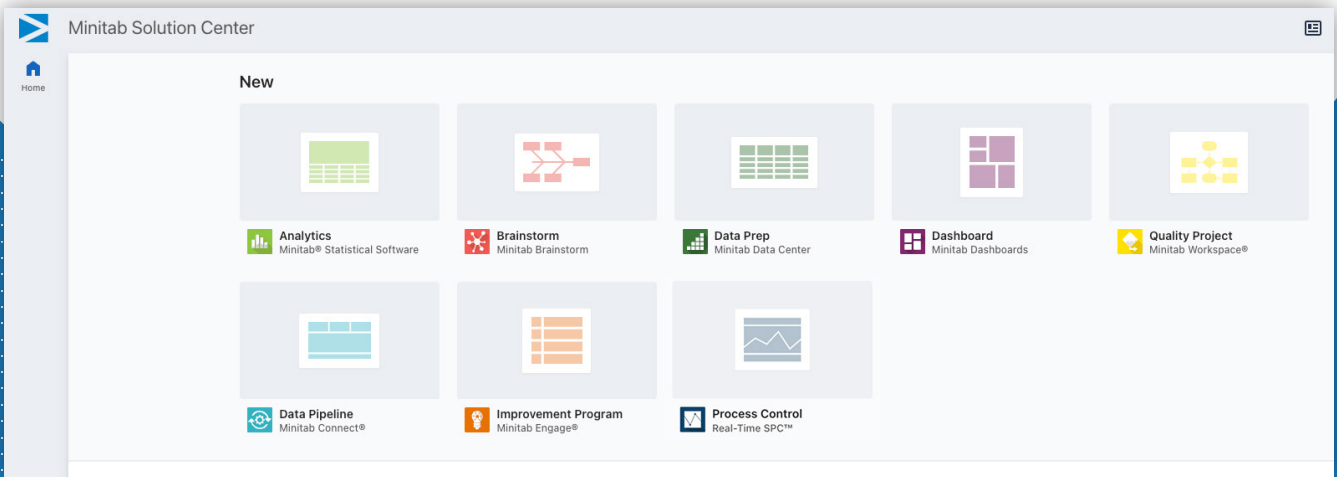 Minitab Solution Center
Home
New
Analytics
Minitab® Statistical Software
Brainstorm
Minitab Brainstorm
Data Prep
Minitab Data Center
Dashboard
Minitab Dashboards
Quality Project
Minitab Workspace®
Data Pipeline
Minitab Connect®
Improvement Program
Minitab Engage®
Process Control
Real-Time SPC™